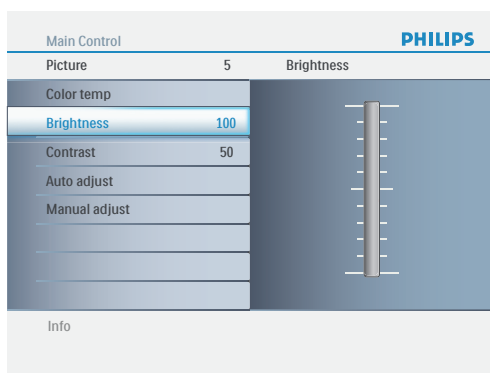 Main Control PHILIPS
Picture 5 Brightness
Color temp
Brightness 100
Contrast 50
Auto adjust
Manual adjust
Info